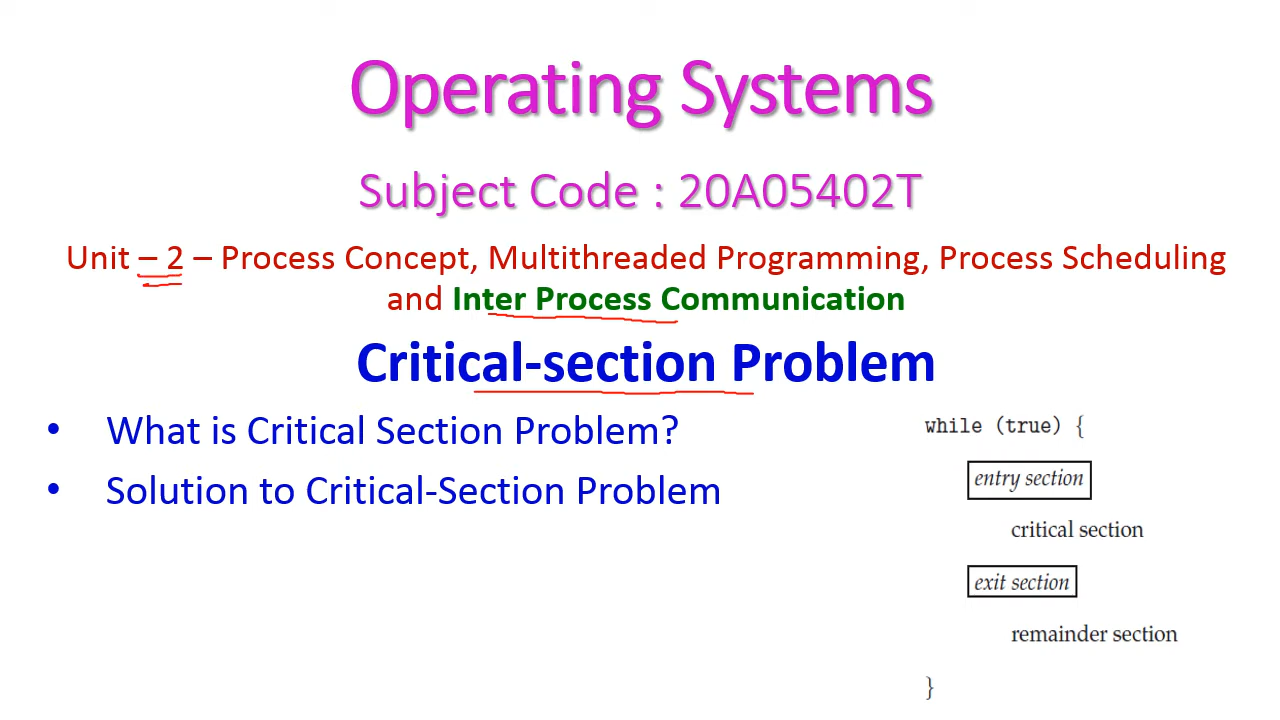 Operating Systems
Subject Code : 20A05402T
Unit – 2 – Process Concept, Multithreaded Programming, Process Scheduling
and Inter Process Communication
Critical-section Problem
• What is Critical Section Problem?
• Solution to Critical-Section Problem
while (true) {
entry section
critical section
exit section
remainder section
}